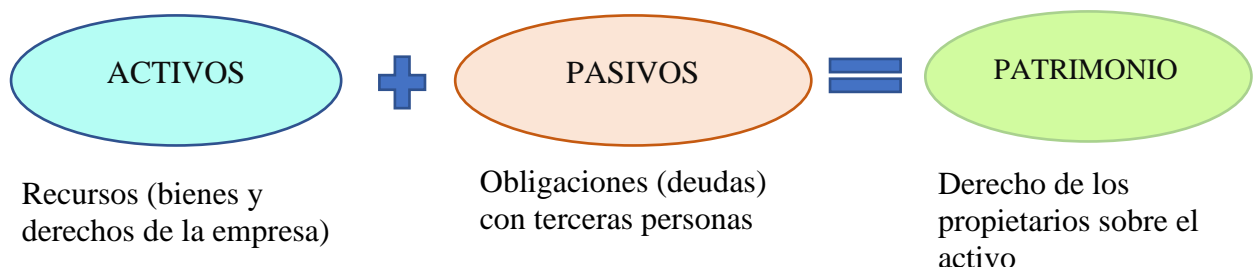 ACTIVOS
PASIVOS
PATRIMONIO
Recursos (bienes y
derechos de la empresa)
Obligaciones (deudas)
con terceras personas
Derecho de los
propietarios sobre el
activo